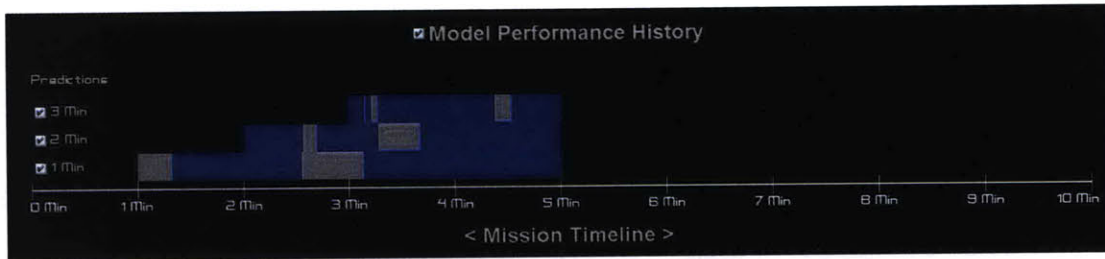 Model Performance History
Predictions
3 Min
2 Min
1 Min
0 Min 1 Min 2 Min 3 Min 4 Min 5 Min 6 Min 7 Min 8 Min 9 Min 10 Min
< Mission Timeline >